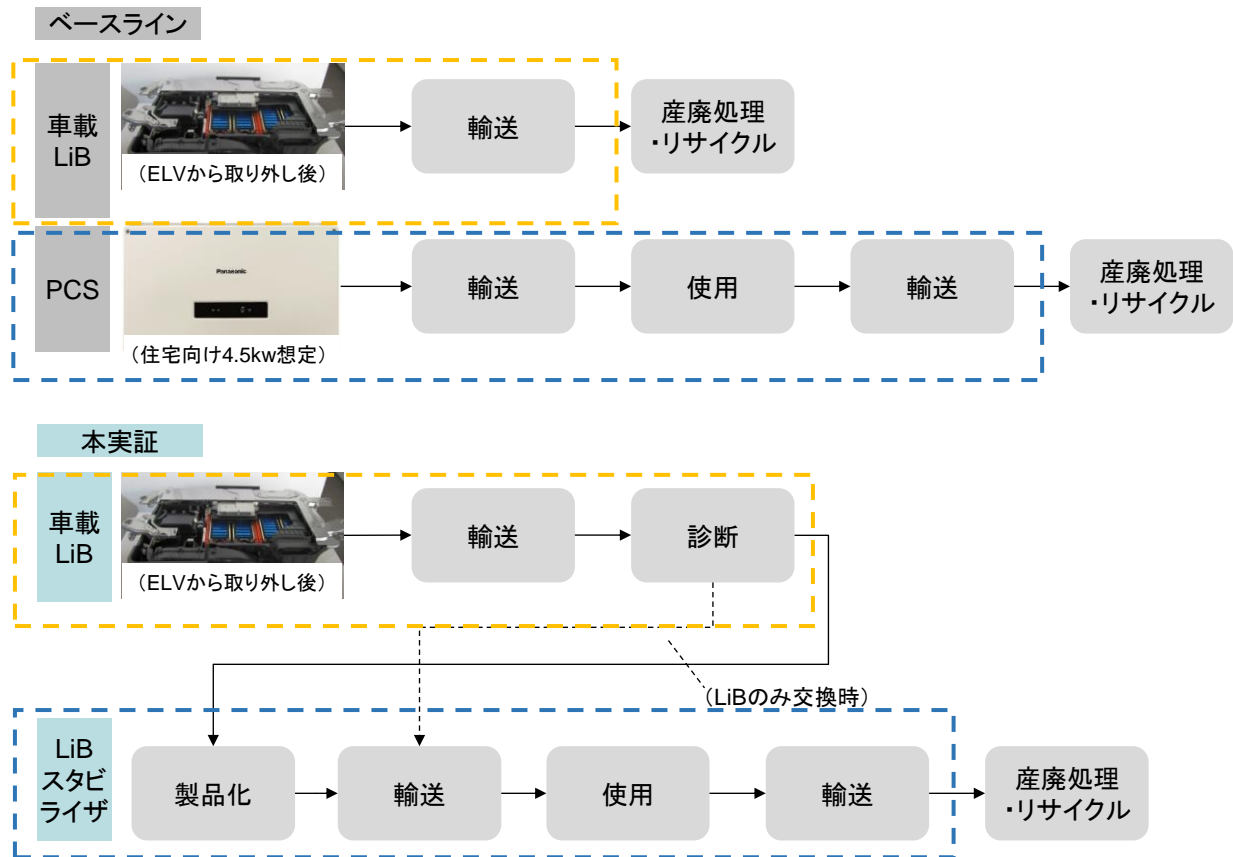 ベースライン
車載
LiB
（ELVから取り外し後）
輸送
産廃処理
・リサイクル
PCS
Panasonic
（住宅向け4.5kw想定）
輸送
使用
輸送
産廃処理
・リサイクル
本実証
車載
LiB
（ELVから取り外し後）
輸送
診断
（LiBのみ交換時）
LiB
スタビ
ライザ
製品化
輸送
使用
輸送
産廃処理
・リサイクル